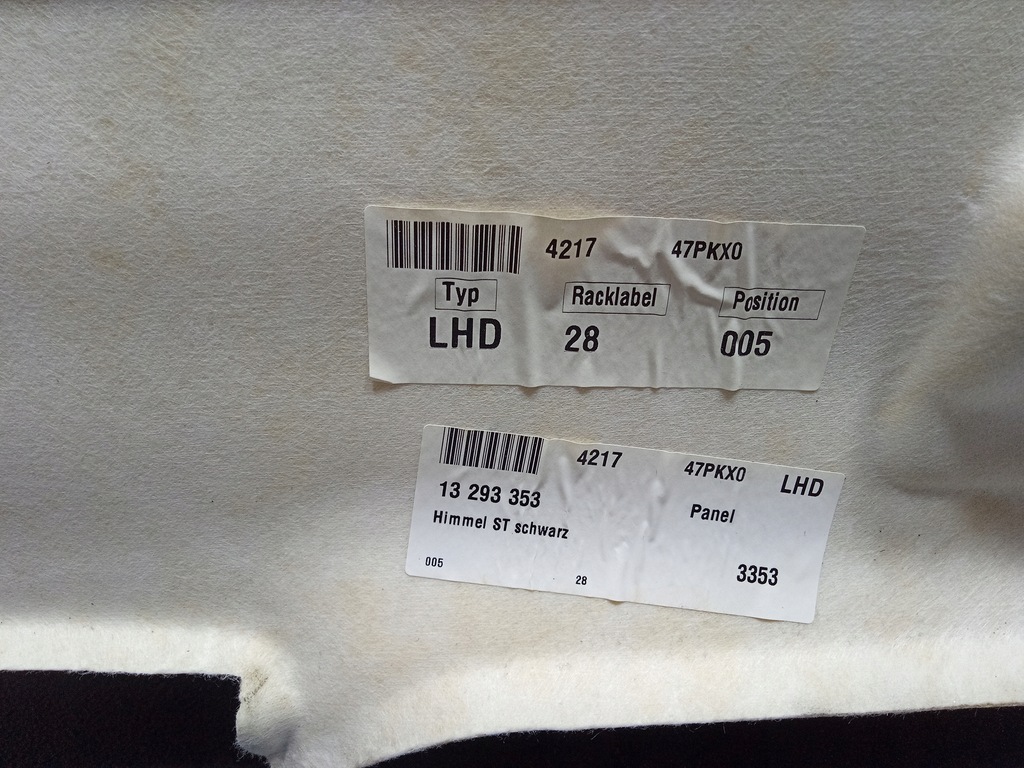 4217 47PKX0
Typ Racklabel Position
LHD 28 005
4217 47PKX0 LHD
13 293 353 Panel
Himmel ST schwarz
005 28 3353